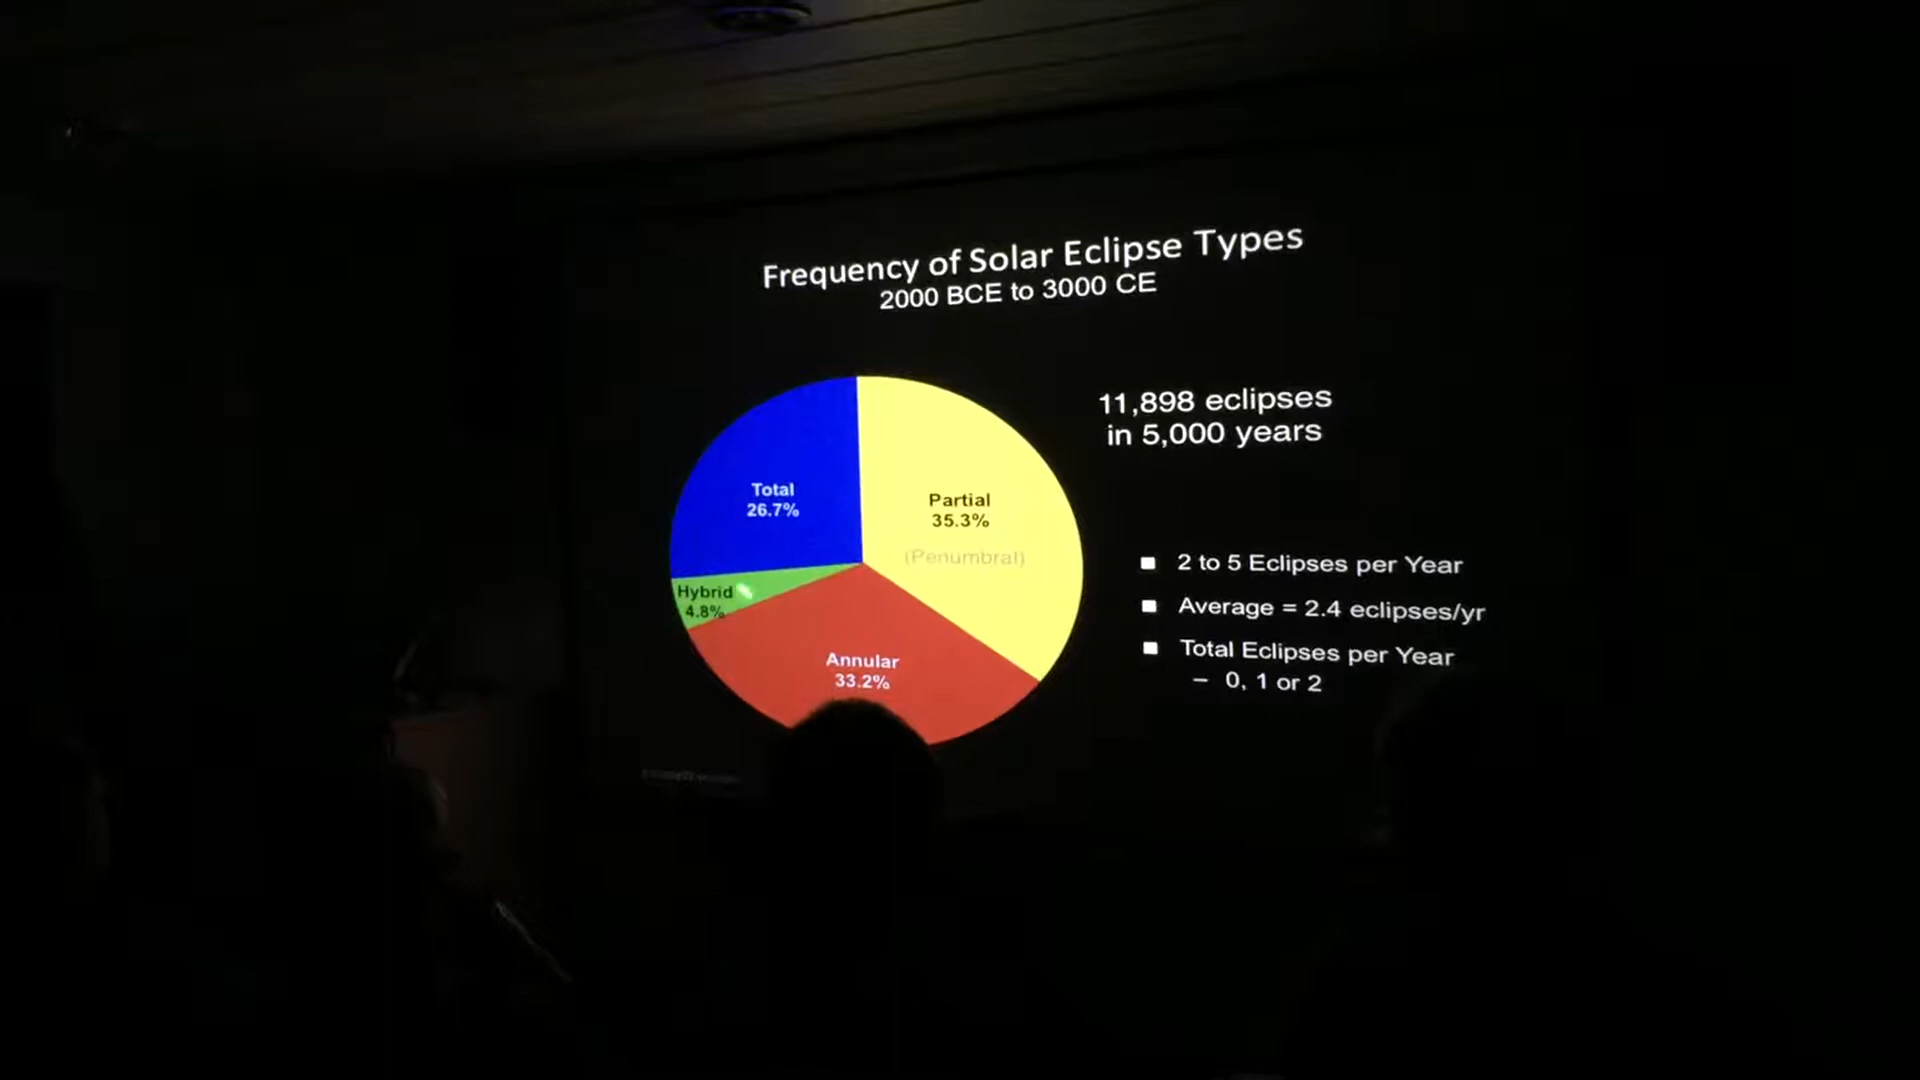 Frequency of Solar Eclipse Types
2000 BCE to 3000 CE
11,898 eclipses
in 5,000 years
Total
26.7%
Partial
35.3%
(Penumbral)
Hybrid
4.8%
Annular
33.2%
■ 2 to 5 Eclipses per Year
■ Average = 2.4 eclipses/yr
■ Total Eclipses per Year
– 0, 1 or 2